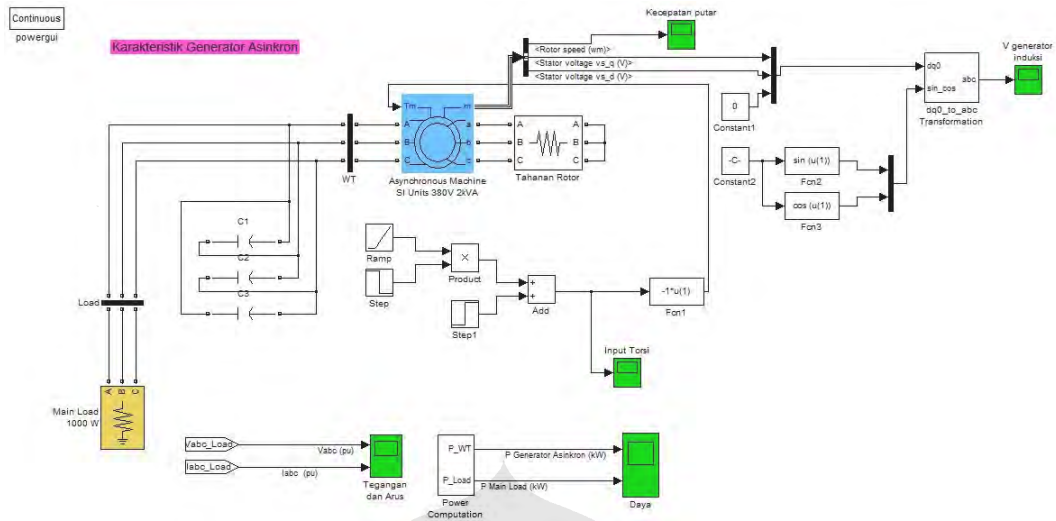 Continuous
powergui
Karakteristik Generator Asinkron
Kecepatan putar
<Rotor speed (wm)>
<Stator voltage vs_q (V)>
<Stator voltage vs_d (V)>
V generator
induksi
dq0
abc
sin_cos
dq0_to_abc
Transformation
0
Constant1
-C-
Constant2
sin (u(1))
Fcn2
cos (u(1))
Fcn3
Tm
m
A
B
C
a
b
c
WT
Asynchronous Machine
SI Units 380V 2kVA
A
B
C
A
B
C
Tahanan Rotor
C1
C2
C3
Ramp
Step
×
Product
Step1
+
+
Add
-1*u(1)
Fcn1
Input Torsi
Load
A
B
C
Main Load
1000 W
Vabc_Load
Vabc (pu)
Iabc_Load
Iabc (pu)
Tegangan
dan Arus
P_WT
P_Load
Power
Computation
P Generator Asinkron (kW)
P Main Load (kW)
Daya